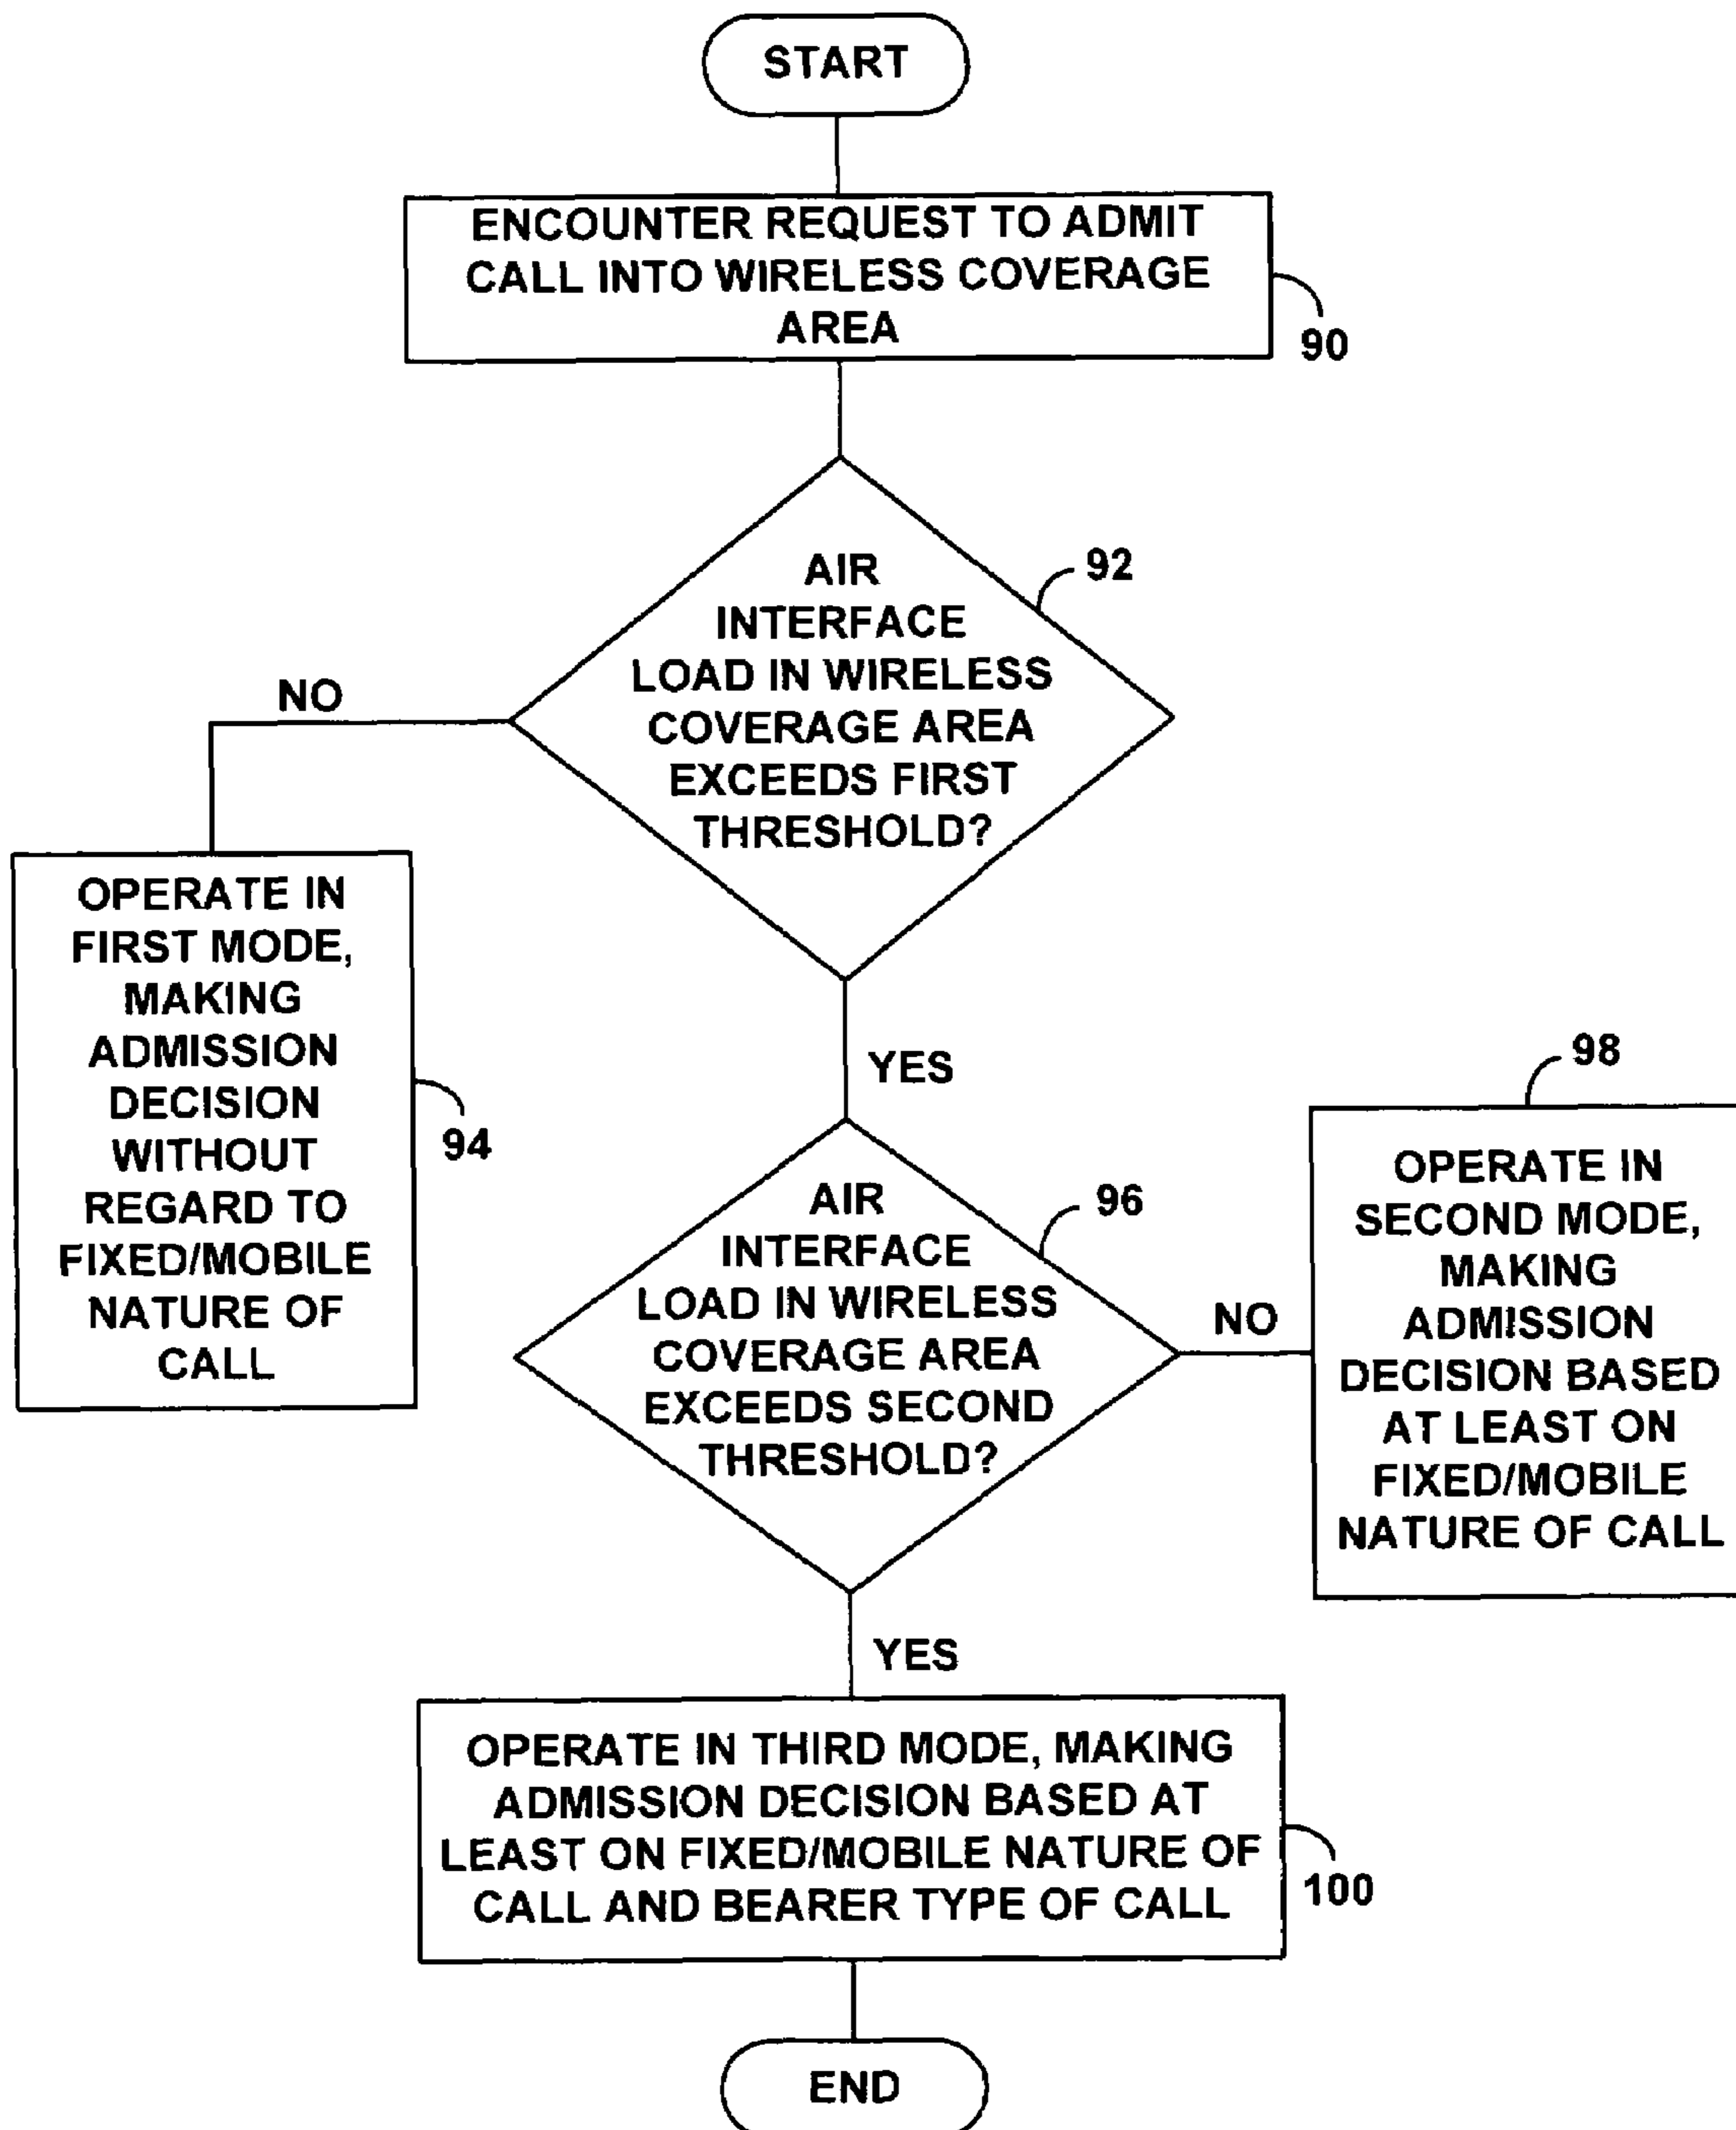 START
ENCOUNTER REQUEST TO ADMIT
CALL INTO WIRELESS COVERAGE
AREA
90
AIR
INTERFACE
LOAD IN WIRELESS
COVERAGE AREA
EXCEEDS FIRST
THRESHOLD?
92
NO
OPERATE IN
FIRST MODE,
MAKING
ADMISSION
DECISION
WITHOUT
REGARD TO
FIXED/MOBILE
NATURE OF
CALL
94
YES
AIR
INTERFACE
LOAD IN WIRELESS
COVERAGE AREA
EXCEEDS SECOND
THRESHOLD?
96
NO
98
OPERATE IN
SECOND MODE,
MAKING
ADMISSION
DECISION BASED
AT LEAST ON
FIXED/MOBILE
NATURE OF CALL
YES
OPERATE IN THIRD MODE, MAKING
ADMISSION DECISION BASED AT
LEAST ON FIXED/MOBILE NATURE OF
CALL AND BEARER TYPE OF CALL
100
END